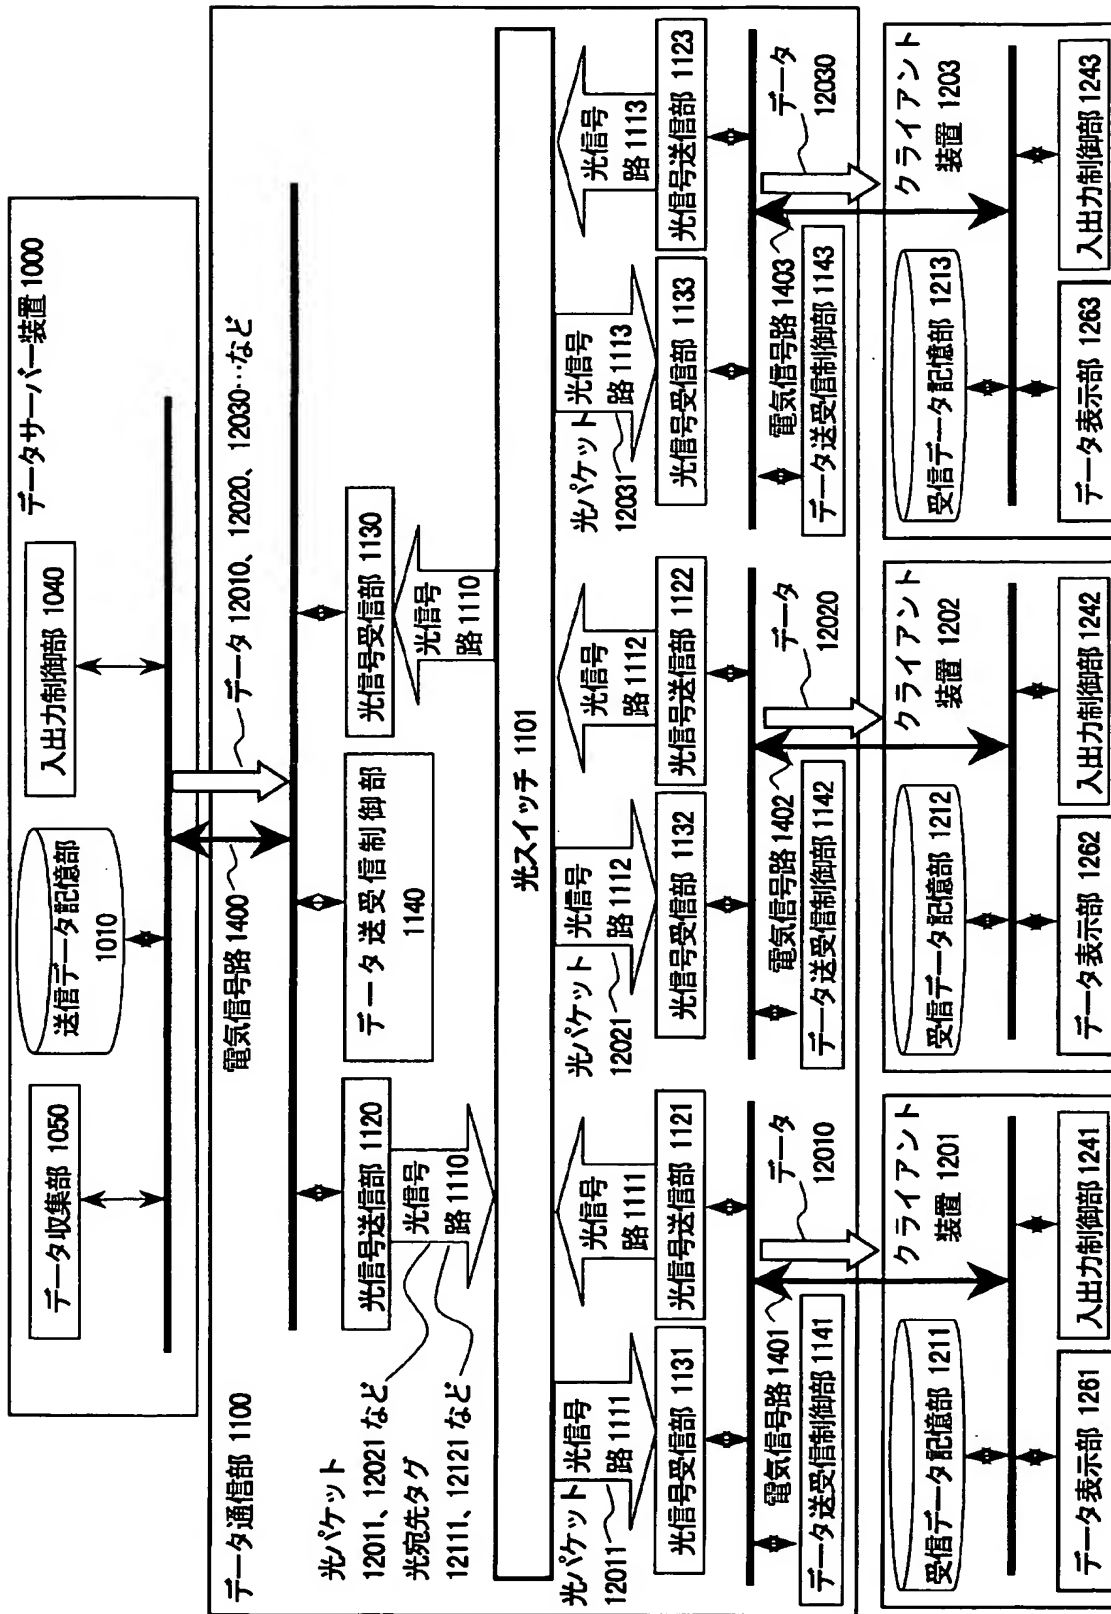 データサーバー装置 1000
データ収集部 1050
送信データ記憶部
1010
入出力制御部 1040
電気信号路 1400
データ 12010、12020、12030…など
データ通信部 1100
光パケット
12011、12021 など
光宛先タグ
12111、12121 など
光信号送信部 1120
光信号
路 1110
データ送受信制御部
1140
光信号受信部 1130
光信号
路 1110
光スイッチ 1101
光パケット
12011
光信号
路 1111
光信号受信部 1131
光信号
路 1111
光信号送信部 1121
電気信号路 1401
データ送受信制御部 1141
データ
12010
光パケット
12021
光信号
路 1112
光信号受信部 1132
光信号
路 1112
光信号送信部 1122
電気信号路 1402
データ送受信制御部 1142
データ
12020
光パケット
12031
光信号
路 1113
光信号受信部 1133
光信号
路 1113
光信号送信部 1123
電気信号路 1403
データ送受信制御部 1143
データ
12030
クライアント
装置 1201
受信データ記憶部 1211
データ表示部 1261
入出力制御部 1241
クライアント
装置 1202
受信データ記憶部 1212
データ表示部 1262
入出力制御部 1242
クライアント
装置 1203
受信データ記憶部 1213
データ表示部 1263
入出力制御部 1243